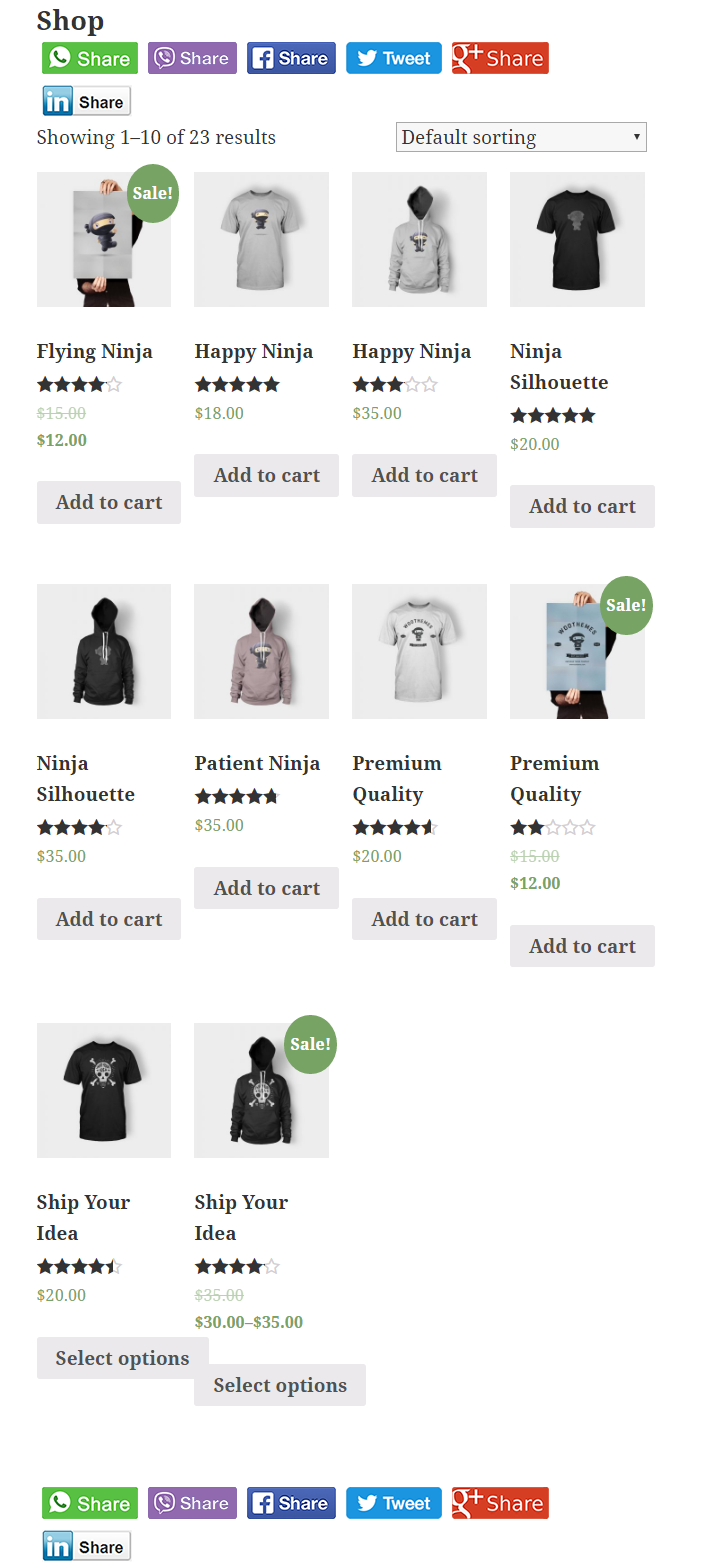 Shop
Share Share Share Tweet g+ Share
in Share
Showing 1–10 of 23 results Default sorting
Sale!
Flying Ninja
$15.00
$12.00
Add to cart
Happy Ninja
$18.00
Add to cart
Happy Ninja
$35.00
Add to cart
Ninja
Silhouette
$20.00
Add to cart
Ninja
Silhouette
$35.00
Add to cart
Patient Ninja
$35.00
Add to cart
WOOTHEMES
Premium
Quality
$20.00
Add to cart
Sale!
WOOTHEMES
Premium
Quality
$15.00
$12.00
Add to cart
Ship Your
Idea
$20.00
Select options
Sale!
Ship Your
Idea
$35.00
$30.00–$35.00
Select options
Share Share Share Tweet g+ Share
in Share